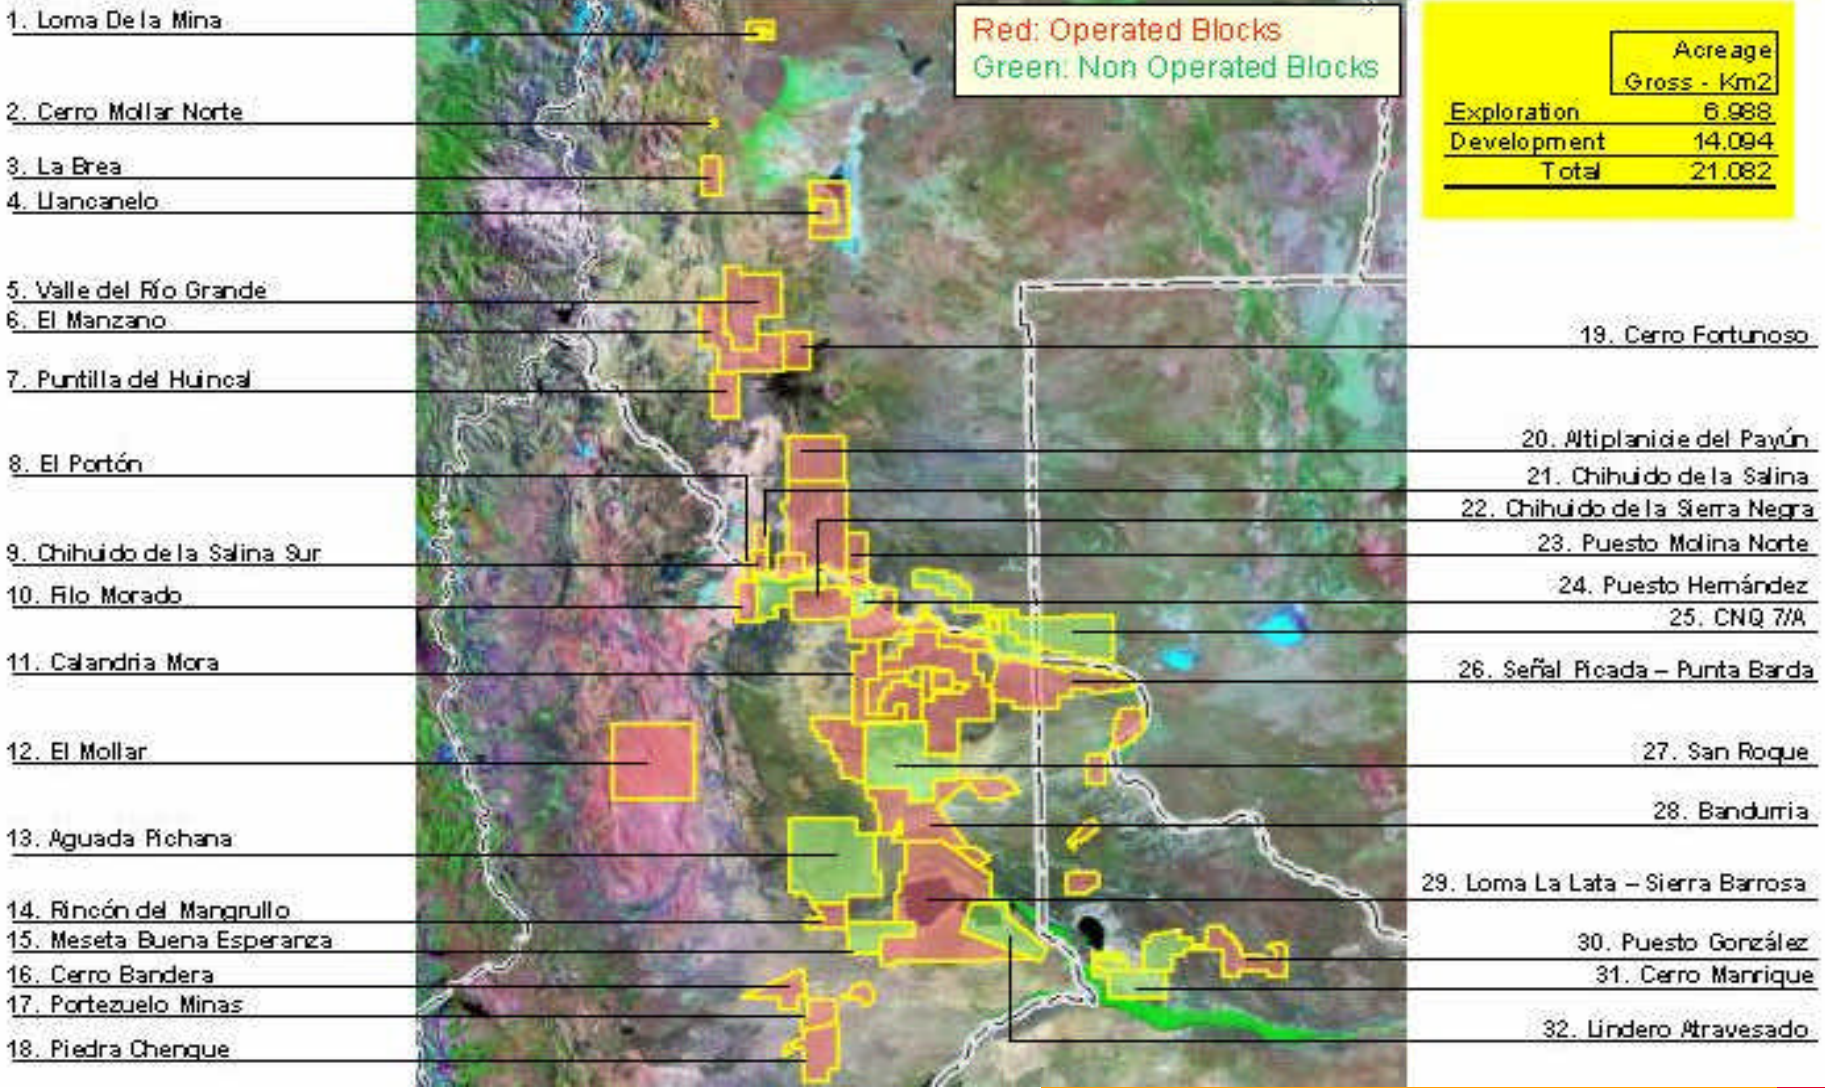 1. Loma De la Mina
2. Cerro Mollar Norte
3. La Brea
4. Llancanelo
5. Valle del Río Grande
6. El Manzano
7. Puntilla del Huincal
8. El Portón
9. Chihuido de la Salina Sur
10. Filo Morado
11. Calandria Mora
12. El Mollar
13. Aguada Pichana
14. Rincón del Mangrullo
15. Meseta Buena Esperanza
16. Cerro Bandera
17. Portezuelo Minas
18. Piedra Chenque
Red: Operated Blocks
Green: Non Operated Blocks
Acreage
Gross - Km2
Exploration 6.988
Development 14.094
Total 21.082
19. Cerro Fortunoso
20. Altiplanicie del Payún
21. Chihuido de la Salina
22. Chihuido de la Sierra Negra
23. Puesto Molina Norte
24. Puesto Hernández
25. CNQ 7/A
26. Señal Picada – Punta Barda
27. San Roque
28. Bandurria
29. Loma La Lata – Sierra Barrosa
30. Puesto González
31. Cerro Manrique
32. Lindero Atravesado